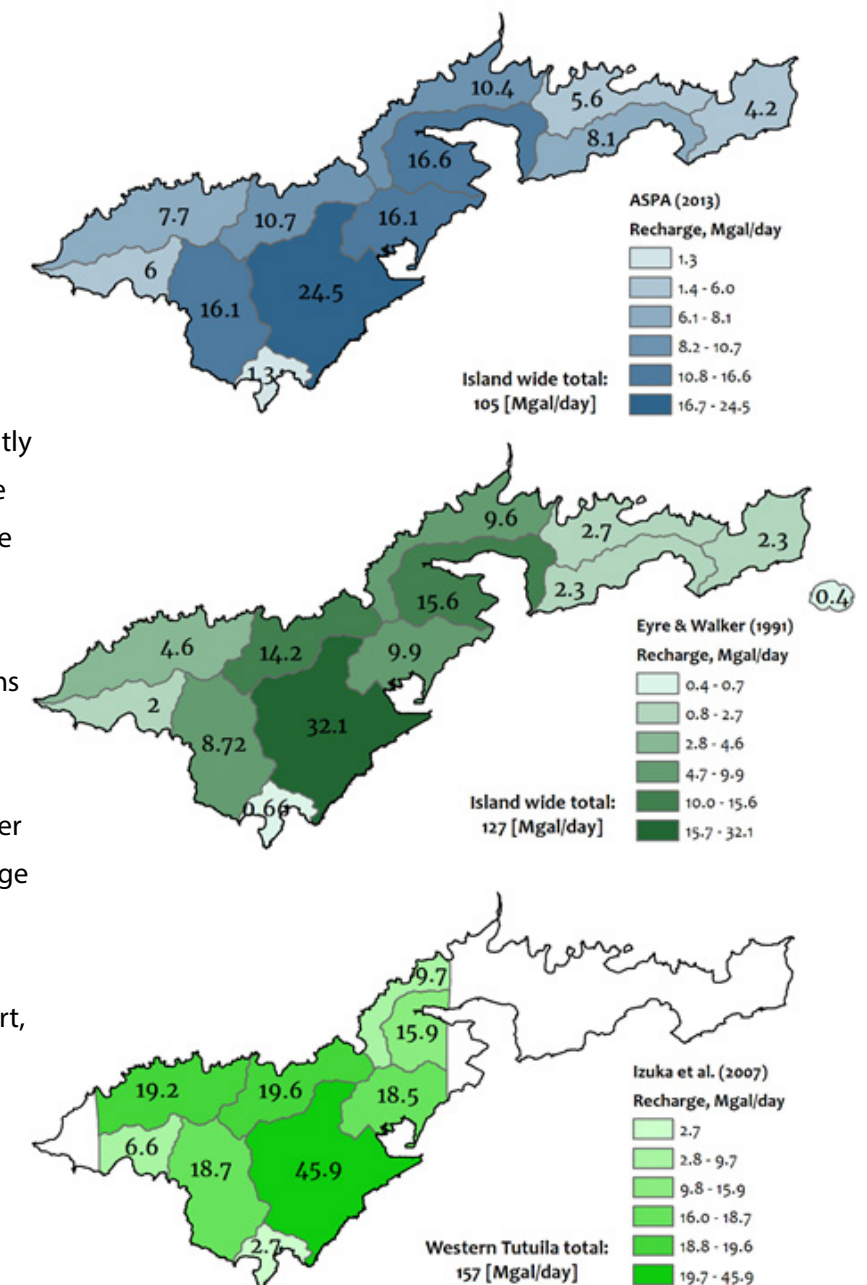 10.4
5.6
4.2
8.1
16.6
7.7
10.7
16.1
6
16.1
24.5
1.3
ASPA (2013)
Recharge, Mgal/day
1.3
1.4 - 6.0
6.1 - 8.1
8.2 - 10.7
10.8 - 16.6
16.7 - 24.5
Island wide total:
105 [Mgal/day]
tly
e
e
ns
er
ge
rt,
9.6
2.7
2.3
2.3
0.4
15.6
4.6
14.2
9.9
2
8.72
32.1
0.66
Eyre & Walker (1991)
Recharge, Mgal/day
0.4 - 0.7
0.8 - 2.7
2.8 - 4.6
4.7 - 9.9
10.0 - 15.6
15.7 - 32.1
Island wide total:
127 [Mgal/day]
9.7
15.9
19.2
19.6
18.5
6.6
18.7
45.9
2.7
Izuka et al. (2007)
Recharge, Mgal/day
2.7
2.8 - 9.7
9.8 - 15.9
16.0 - 18.7
18.8 - 19.6
19.7 - 45.9
Western Tutuila total:
157 [Mgal/day]